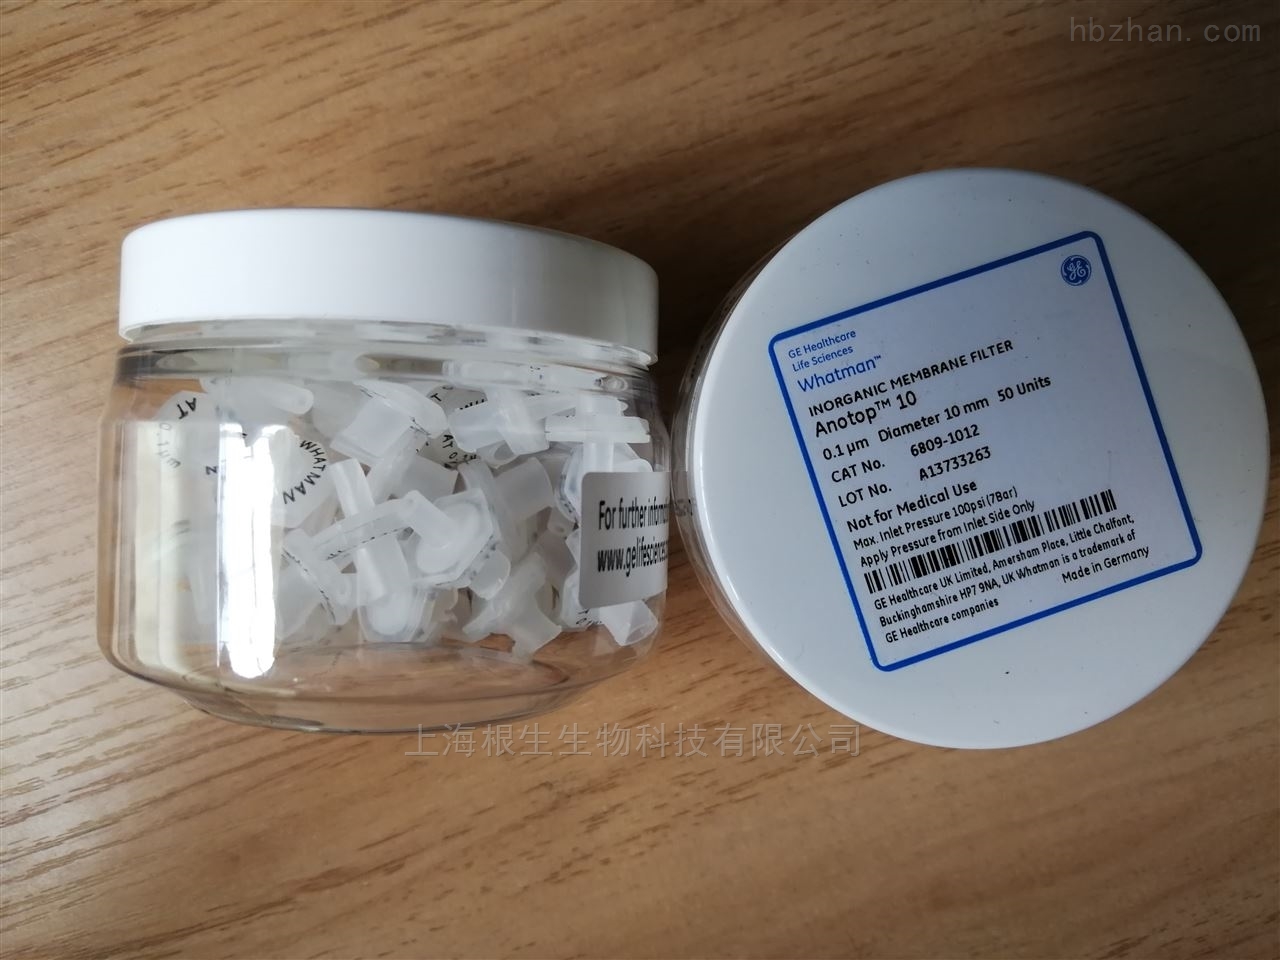 hbzhan.com
GE Healthcare
Life Sciences
Whatman™
INORGANIC MEMBRANE FILTER
Anotop™ 10
0.1 µm Diameter 10 mm 50 Units
CAT No. 6809-1012
LOT No. A13733263
Not for Medical Use
Max. Inlet Pressure 100psi(7Bar)
Apply Pressure from Inlet Side Only
GE Healthcare UK Limited, Amersham Place, Little Chalfont,
Buckinghamshire HP7 9NA, UK Whatman is a trademark of
GE Healthcare companies
Made in Germany
For further information
www.gelifesciences
WHATMAN
0.1µm
上海根生生物科技有限公司